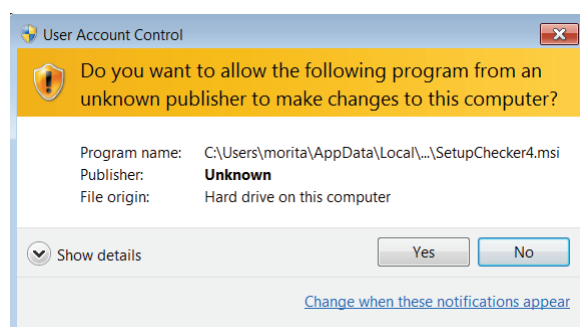 User Account Control
Do you want to allow the following program from an
unknown publisher to make changes to this computer?
Program name: C:\Users\morita\AppData\Local\...\SetupChecker4.msi
Publisher: Unknown
File origin: Hard drive on this computer
Show details Yes No
Change when these notifications appear